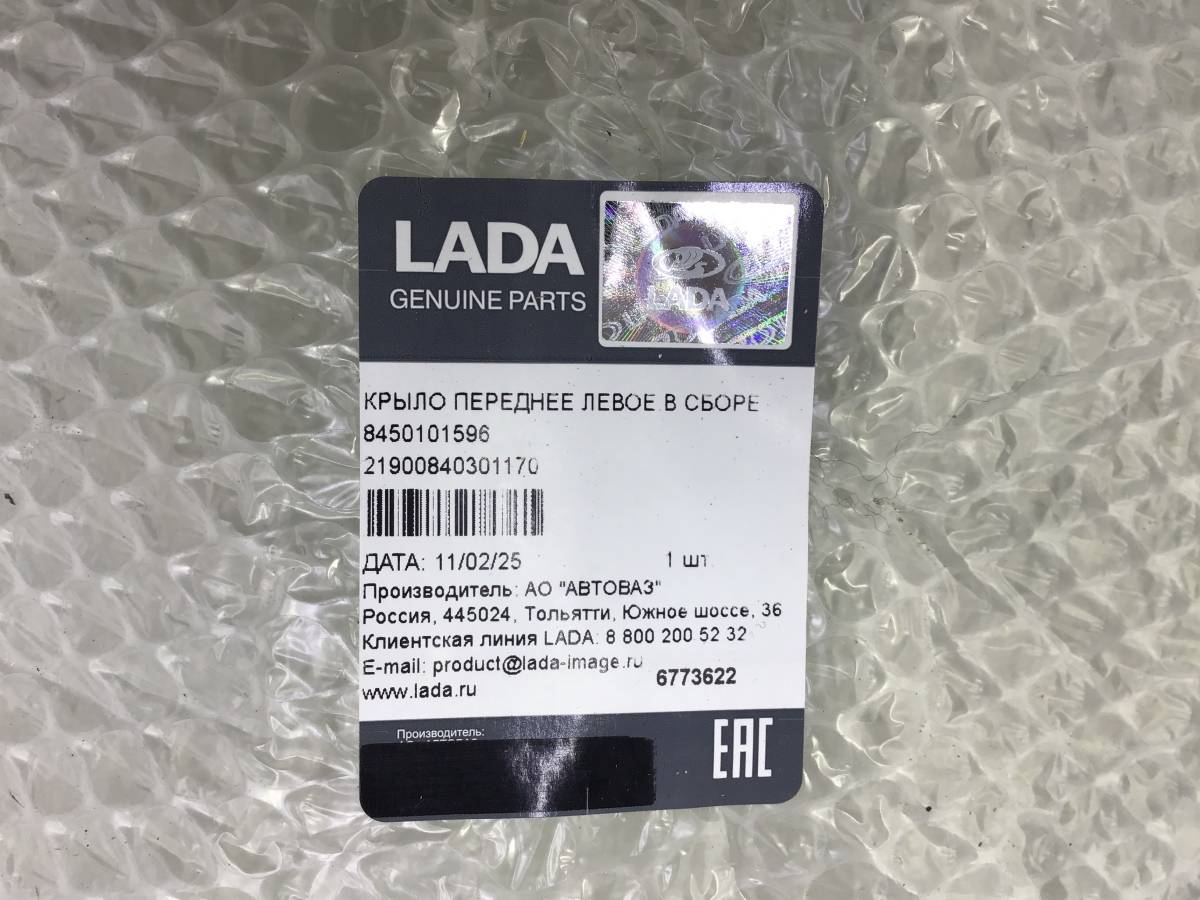 LADA
GENUINE PARTS
LADA
КРЫЛО ПЕРЕДНЕЕ ЛЕВОЕ В СБОРЕ
8450101596
21900840301170
ДАТА: 11/02/25 1 шт.
Производитель: АО "АВТОВАЗ"
Россия, 445024, Тольятти, Южное шоссе, 36
Клиентская линия LADA: 8 800 200 52 32
E-mail: product@lada-image.ru
www.lada.ru
6773622
Производитель:
EAC